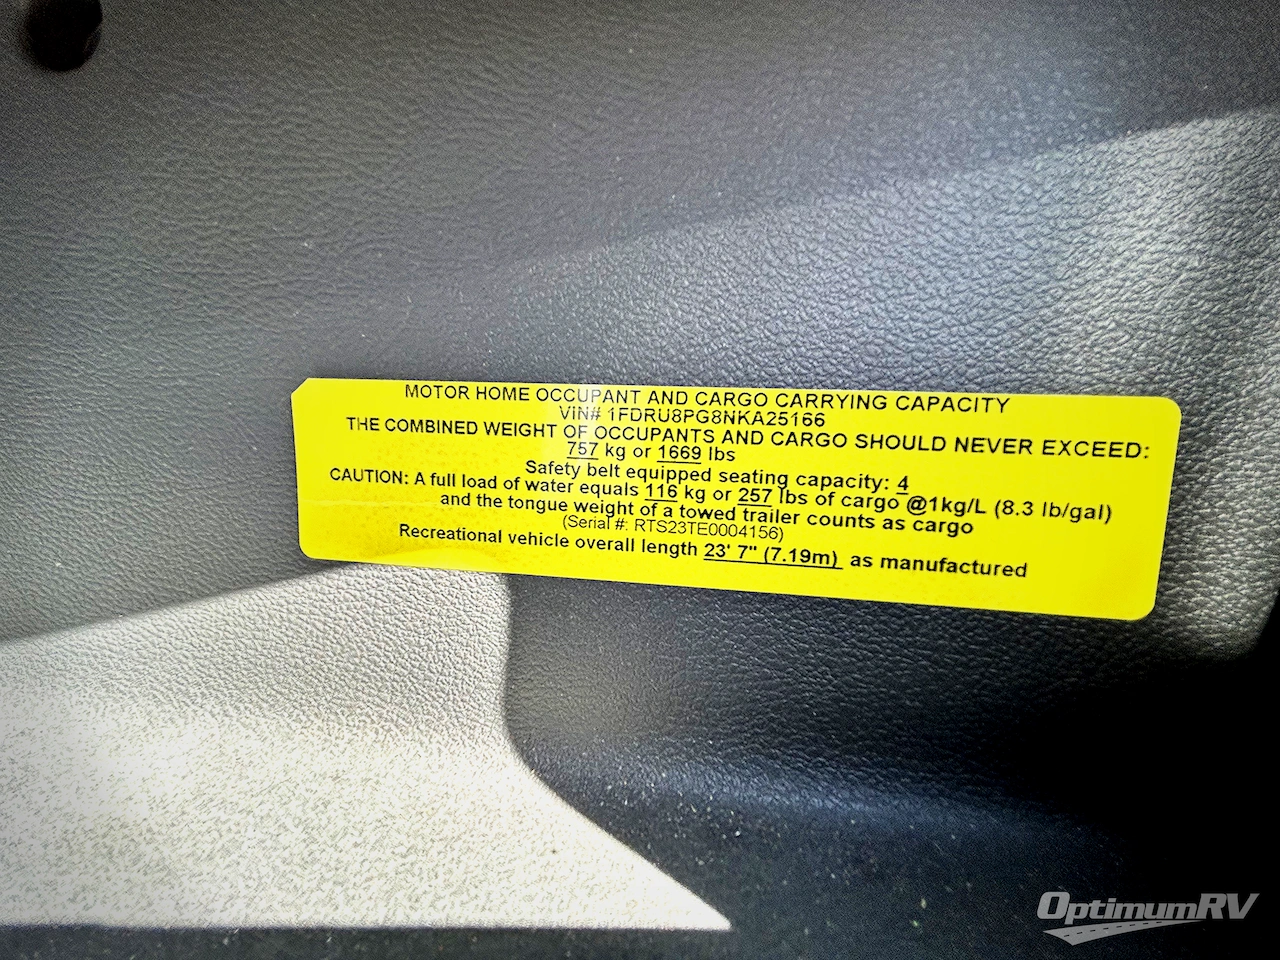 MOTOR HOME OCCUPANT AND CARGO CARRYING CAPACITY
VIN# 1FDRU8PG8NKA25166
THE COMBINED WEIGHT OF OCCUPANTS AND CARGO SHOULD NEVER EXCEED:
757 kg or 1669 lbs
Safety belt equipped seating capacity: 4
CAUTION: A full load of water equals 116 kg or 257 lbs of cargo @1kg/L (8.3 lb/gal)
and the tongue weight of a towed trailer counts as cargo
(Serial #: RTS23TE0004156)
Recreational vehicle overall length 23' 7" (7.19m) as manufactured
OptimumRV